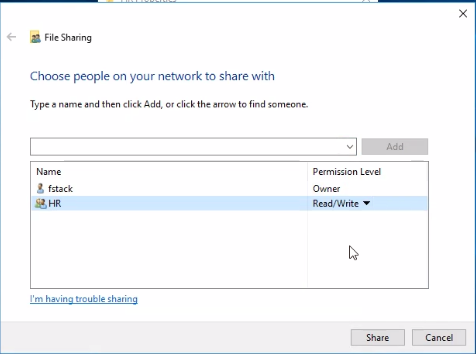 File Sharing
Choose people on your network to share with
Type a name and then click Add, or click the arrow to find someone.
Add
Name Permission Level
fstack Owner
HR Read/Write
I'm having trouble sharing
Share Cancel